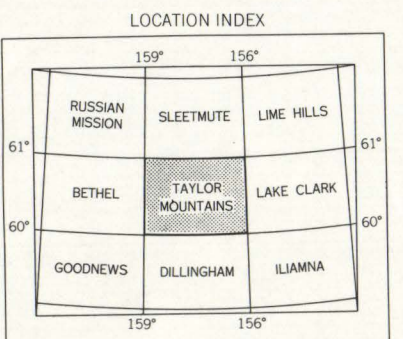 LOCATION INDEX
159° 156°
RUSSIAN
MISSION
SLEETMUTE
LIME HILLS
61° 61°
BETHEL
TAYLOR
MOUNTAINS
LAKE CLARK
60° 60°
GOODNEWS
DILLINGHAM
ILIAMNA
159° 156°